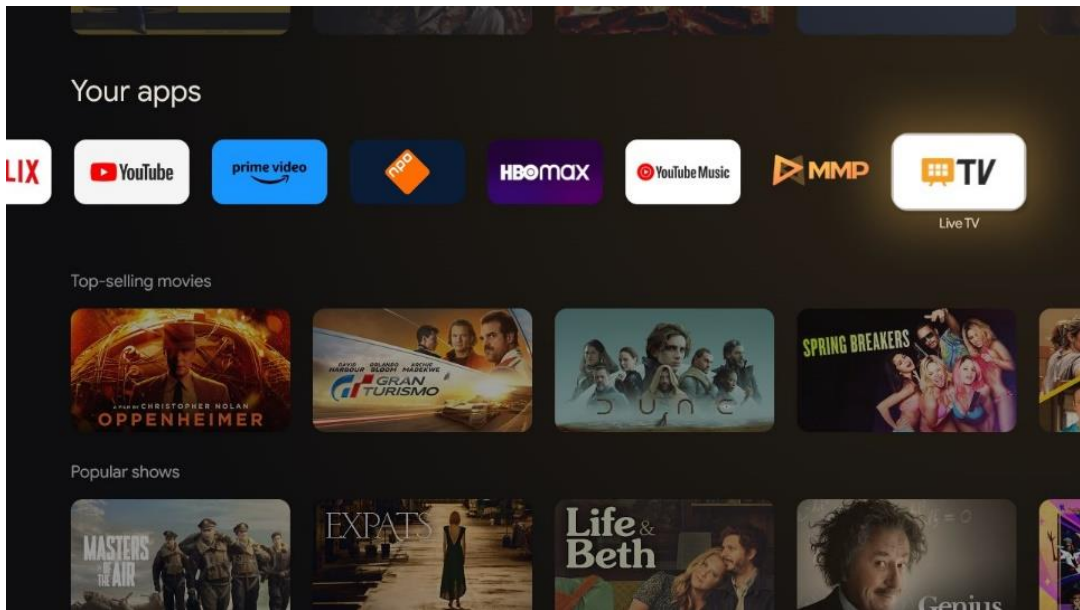 Your apps
LIX
YouTube
prime video
npo
HBOMAX
YouTube Music
MMP
TV
Live TV
Top-selling movies
A FILM BY CHRISTOPHER NOLAN
OPPENHEIMER
DAVID HARBOUR ORLANDO BLOOM ARCHIE MADEKWE
GRAN
TURISMO
DUNE
SPRING BREAKERS
Popular shows
MASTERS
OF
THE AIR
EXPATS
Life &
Beth
Genius